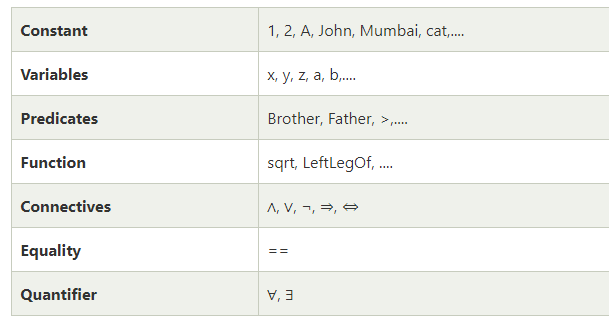 Constant 1, 2, A, John, Mumbai, cat,....
Variables x, y, z, a, b,....
Predicates Brother, Father, >,....
Function sqrt, LeftLegOf, ....
Connectives ∧, ∨, ¬, ⇒, ⇔
Equality ==
Quantifier ∀, ∃